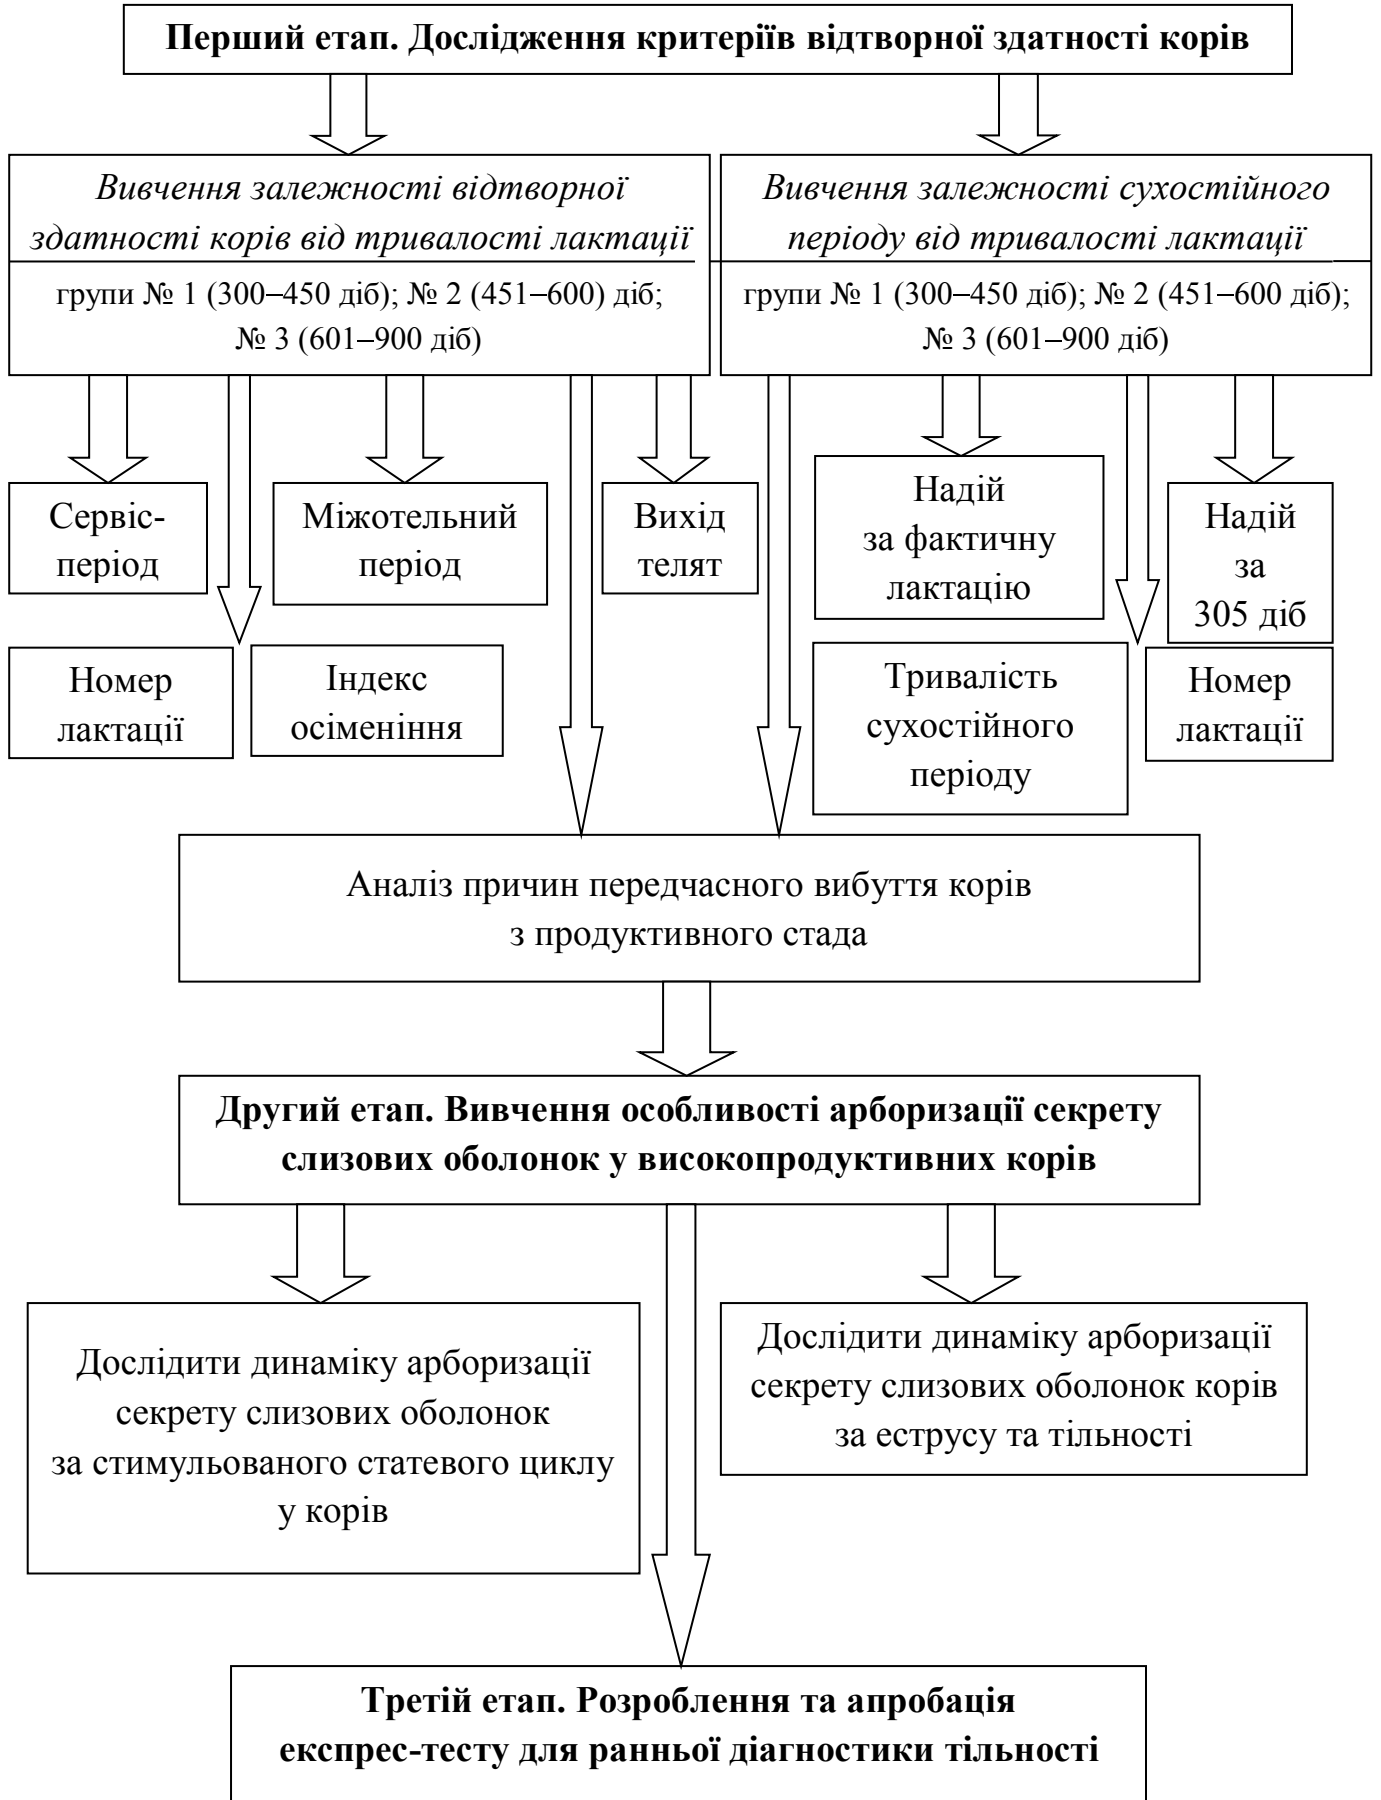 Перший етап. Дослідження критеріїв відтворної здатності корів
Вивчення залежності відтворної
здатності корів від тривалості лактації
групи № 1 (300–450 діб); № 2 (451–600) діб;
№ 3 (601–900 діб)
Вивчення залежності сухостійного
періоду від тривалості лактації
групи № 1 (300–450 діб); № 2 (451–600 діб);
№ 3 (601–900 діб)
Сервіс-
період
Міжотельний
період
Вихід
телят
Надій
за фактичну
лактацію
Надій
за
305 діб
Номер
лактації
Індекс
осіменіння
Тривалість
сухостійного
періоду
Номер
лактації
Аналіз причин передчасного вибуття корів
з продуктивного стада
Другий етап. Вивчення особливості арборизації секрету
слизових оболонок у високопродуктивних корів
Дослідити динаміку арборизації
секрету слизових оболонок
за стимульованого статевого циклу
у корів
Дослідити динаміку арборизації
секрету слизових оболонок корів
за еструсу та тільності
Третій етап. Розроблення та апробація
експрес-тесту для ранньої діагностики тільності